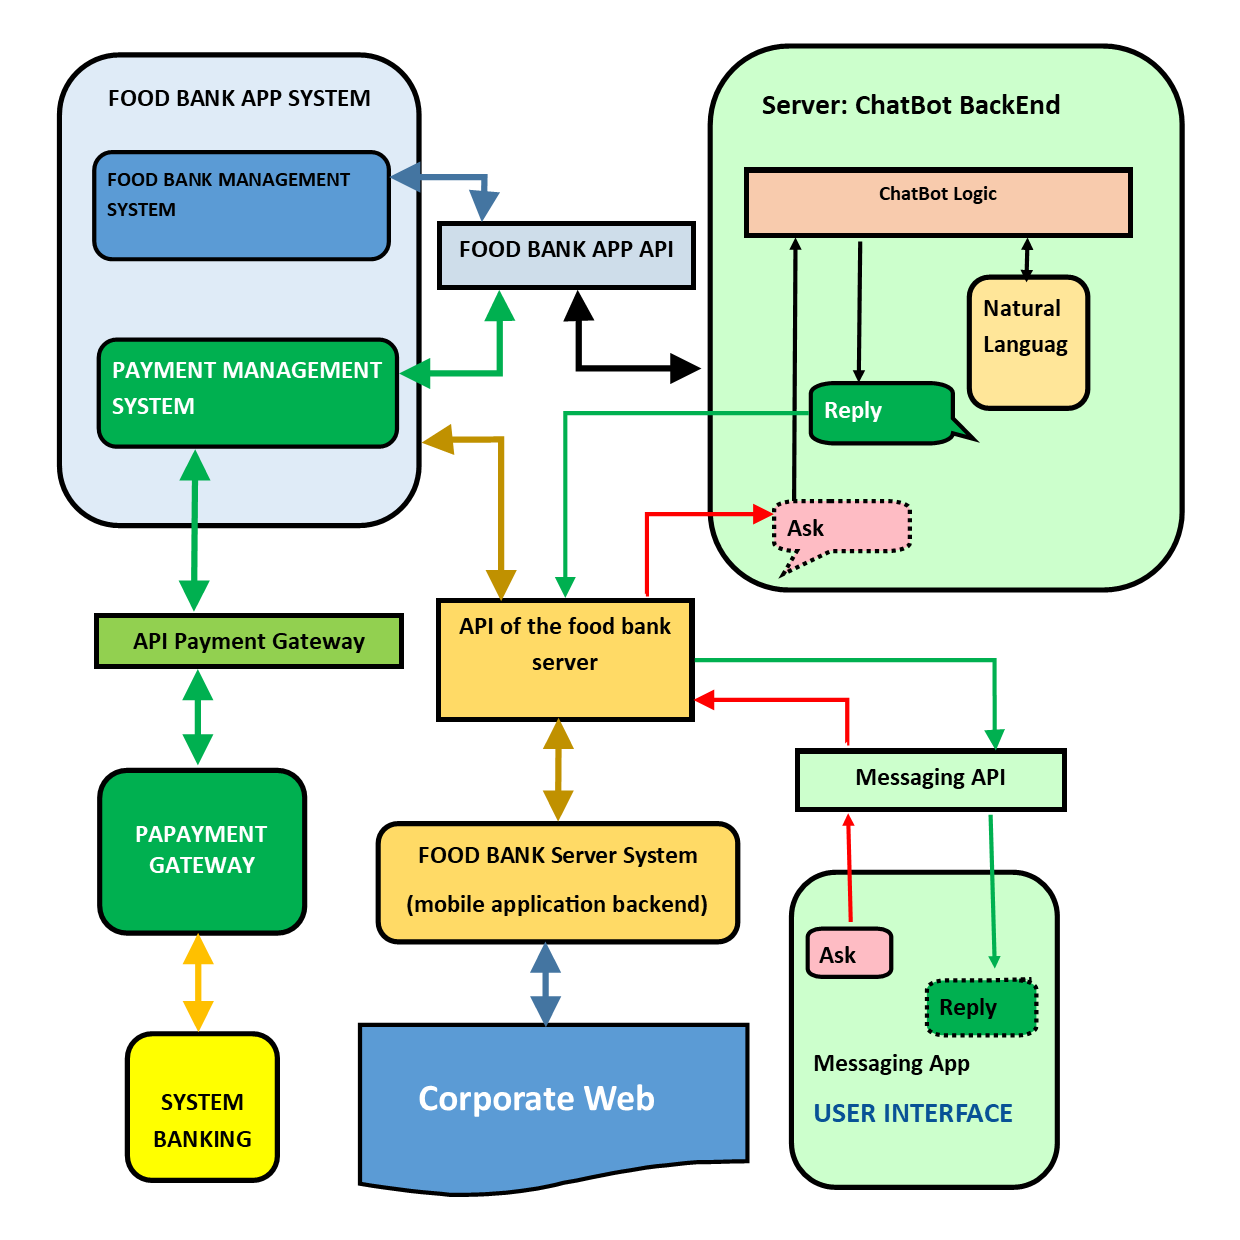 FOOD BANK APP SYSTEM
FOOD BANK MANAGEMENT
SYSTEM
PAYMENT MANAGEMENT
SYSTEM
FOOD BANK APP API
Server: ChatBot BackEnd
ChatBot Logic
Natural
Languag
Reply
Ask
API Payment Gateway
API of the food bank
server
Messaging API
PAPAYMENT
GATEWAY
FOOD BANK Server System
(mobile application backend)
Ask
Reply
Messaging App
USER INTERFACE
SYSTEM
BANKING
Corporate Web